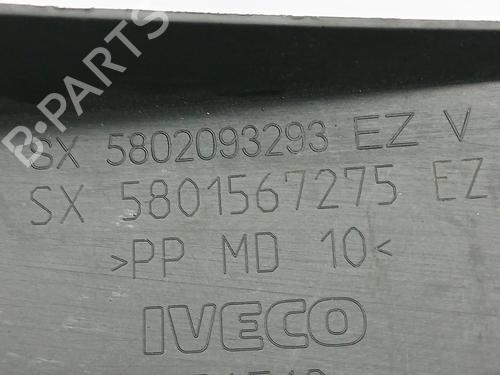 B-PARTS
SX 5802093293 EZ V
SX 5801567275 EZ
>PP MD 10<
IVECO